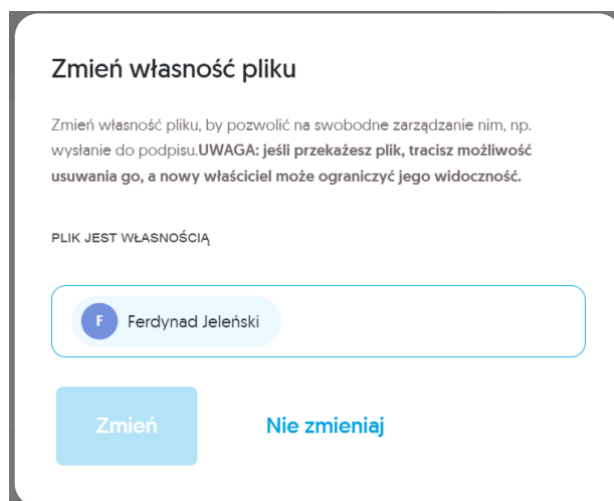 Zmień własność pliku
Zmień własność pliku, by pozwolić na swobodne zarządzanie nim, np.
wysłanie do podpisu.UWAGA: jeśli przekażesz plik, tracisz możliwość
usuwania go, a nowy właściciel może ograniczyć jego widoczność.
PLIK JEST WŁASNOŚCIĄ
F Ferdynad Jeleński
Zmień Nie zmieniaj